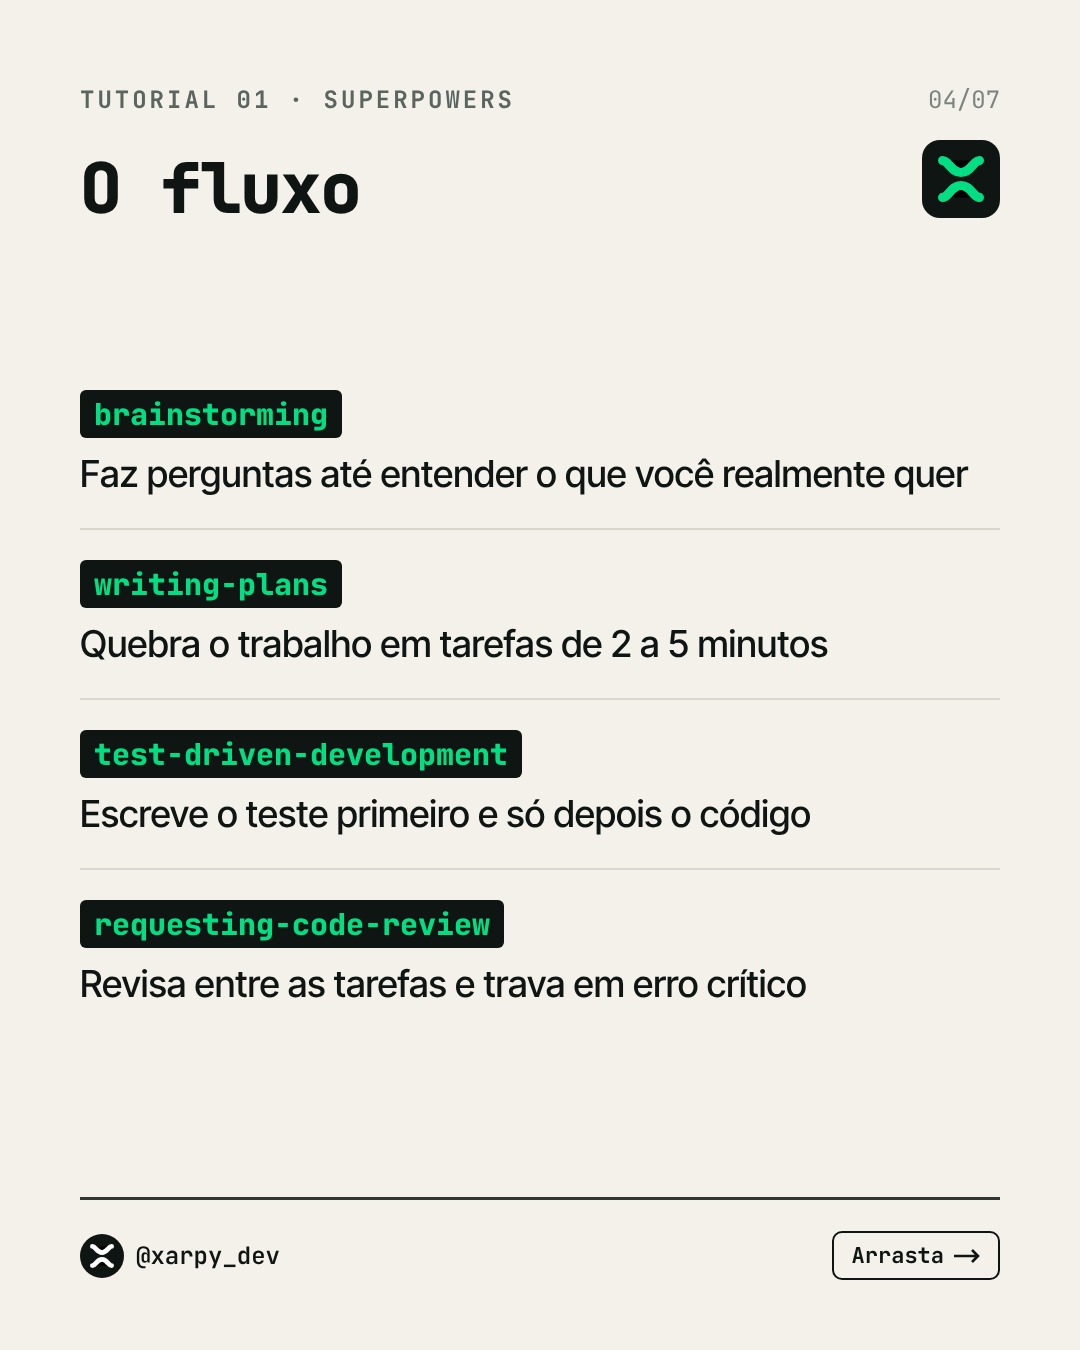 TUTORIAL 01 · SUPERPOWERS
04/07
O fluxo
brainstorming
Faz perguntas até entender o que você realmente quer
writing-plans
Quebra o trabalho em tarefas de 2 a 5 minutos
test-driven-development
Escreve o teste primeiro e só depois o código
requesting-code-review
Revisa entre as tarefas e trava em erro crítico
@xarpy_dev
Arrasta →